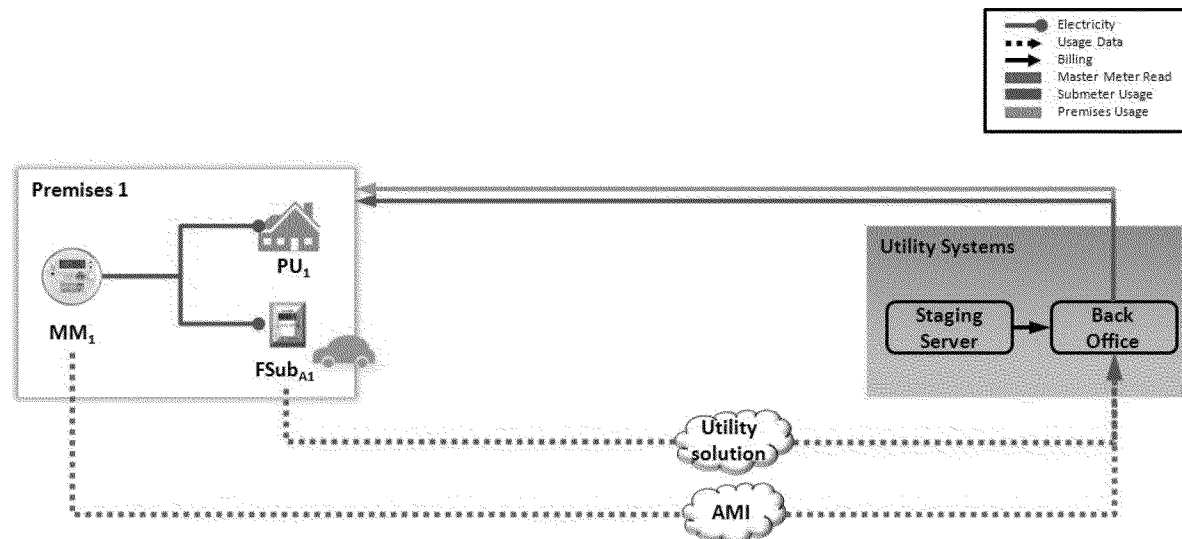 Electricity
Usage Data
Billing
Master Meter Read
Submeter Usage
Premises Usage
Premises 1
PU₁
MM₁
FSub_A1
Utility Systems
Staging
Server
Back
Office
Utility
solution
AMI